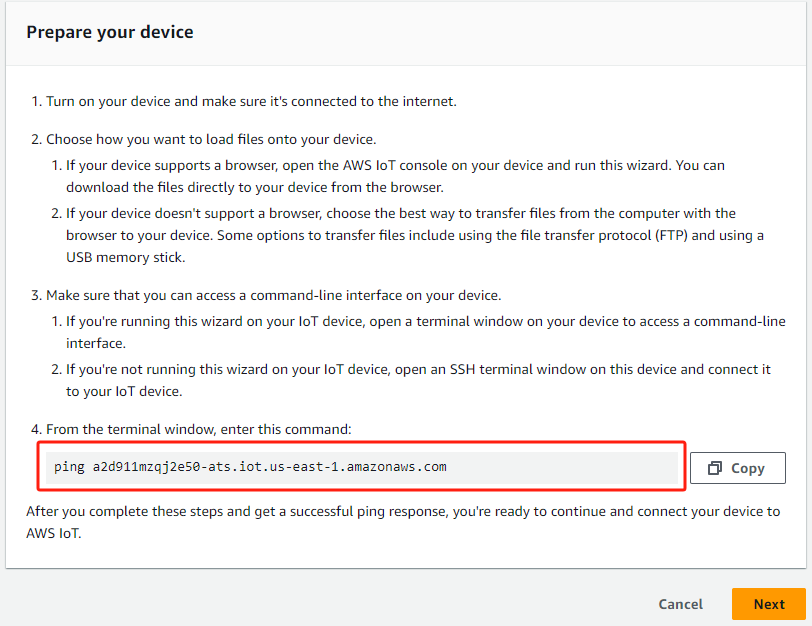 Prepare your device
1. Turn on your device and make sure it's connected to the internet.
2. Choose how you want to load files onto your device.
1. If your device supports a browser, open the AWS IoT console on your device and run this wizard. You can
download the files directly to your device from the browser.
2. If your device doesn't support a browser, choose the best way to transfer files from the computer with the
browser to your device. Some options to transfer files include using the file transfer protocol (FTP) and using a
USB memory stick.
3. Make sure that you can access a command-line interface on your device.
1. If you're running this wizard on your IoT device, open a terminal window on your device to access a command-line
interface.
2. If you're not running this wizard on your IoT device, open an SSH terminal window on this device and connect it
to your IoT device.
4. From the terminal window, enter this command:
ping a2d911mzqj2e50-ats.iot.us-east-1.amazonaws.com
Copy
After you complete these steps and get a successful ping response, you're ready to continue and connect your device to
AWS IoT.
Cancel
Next